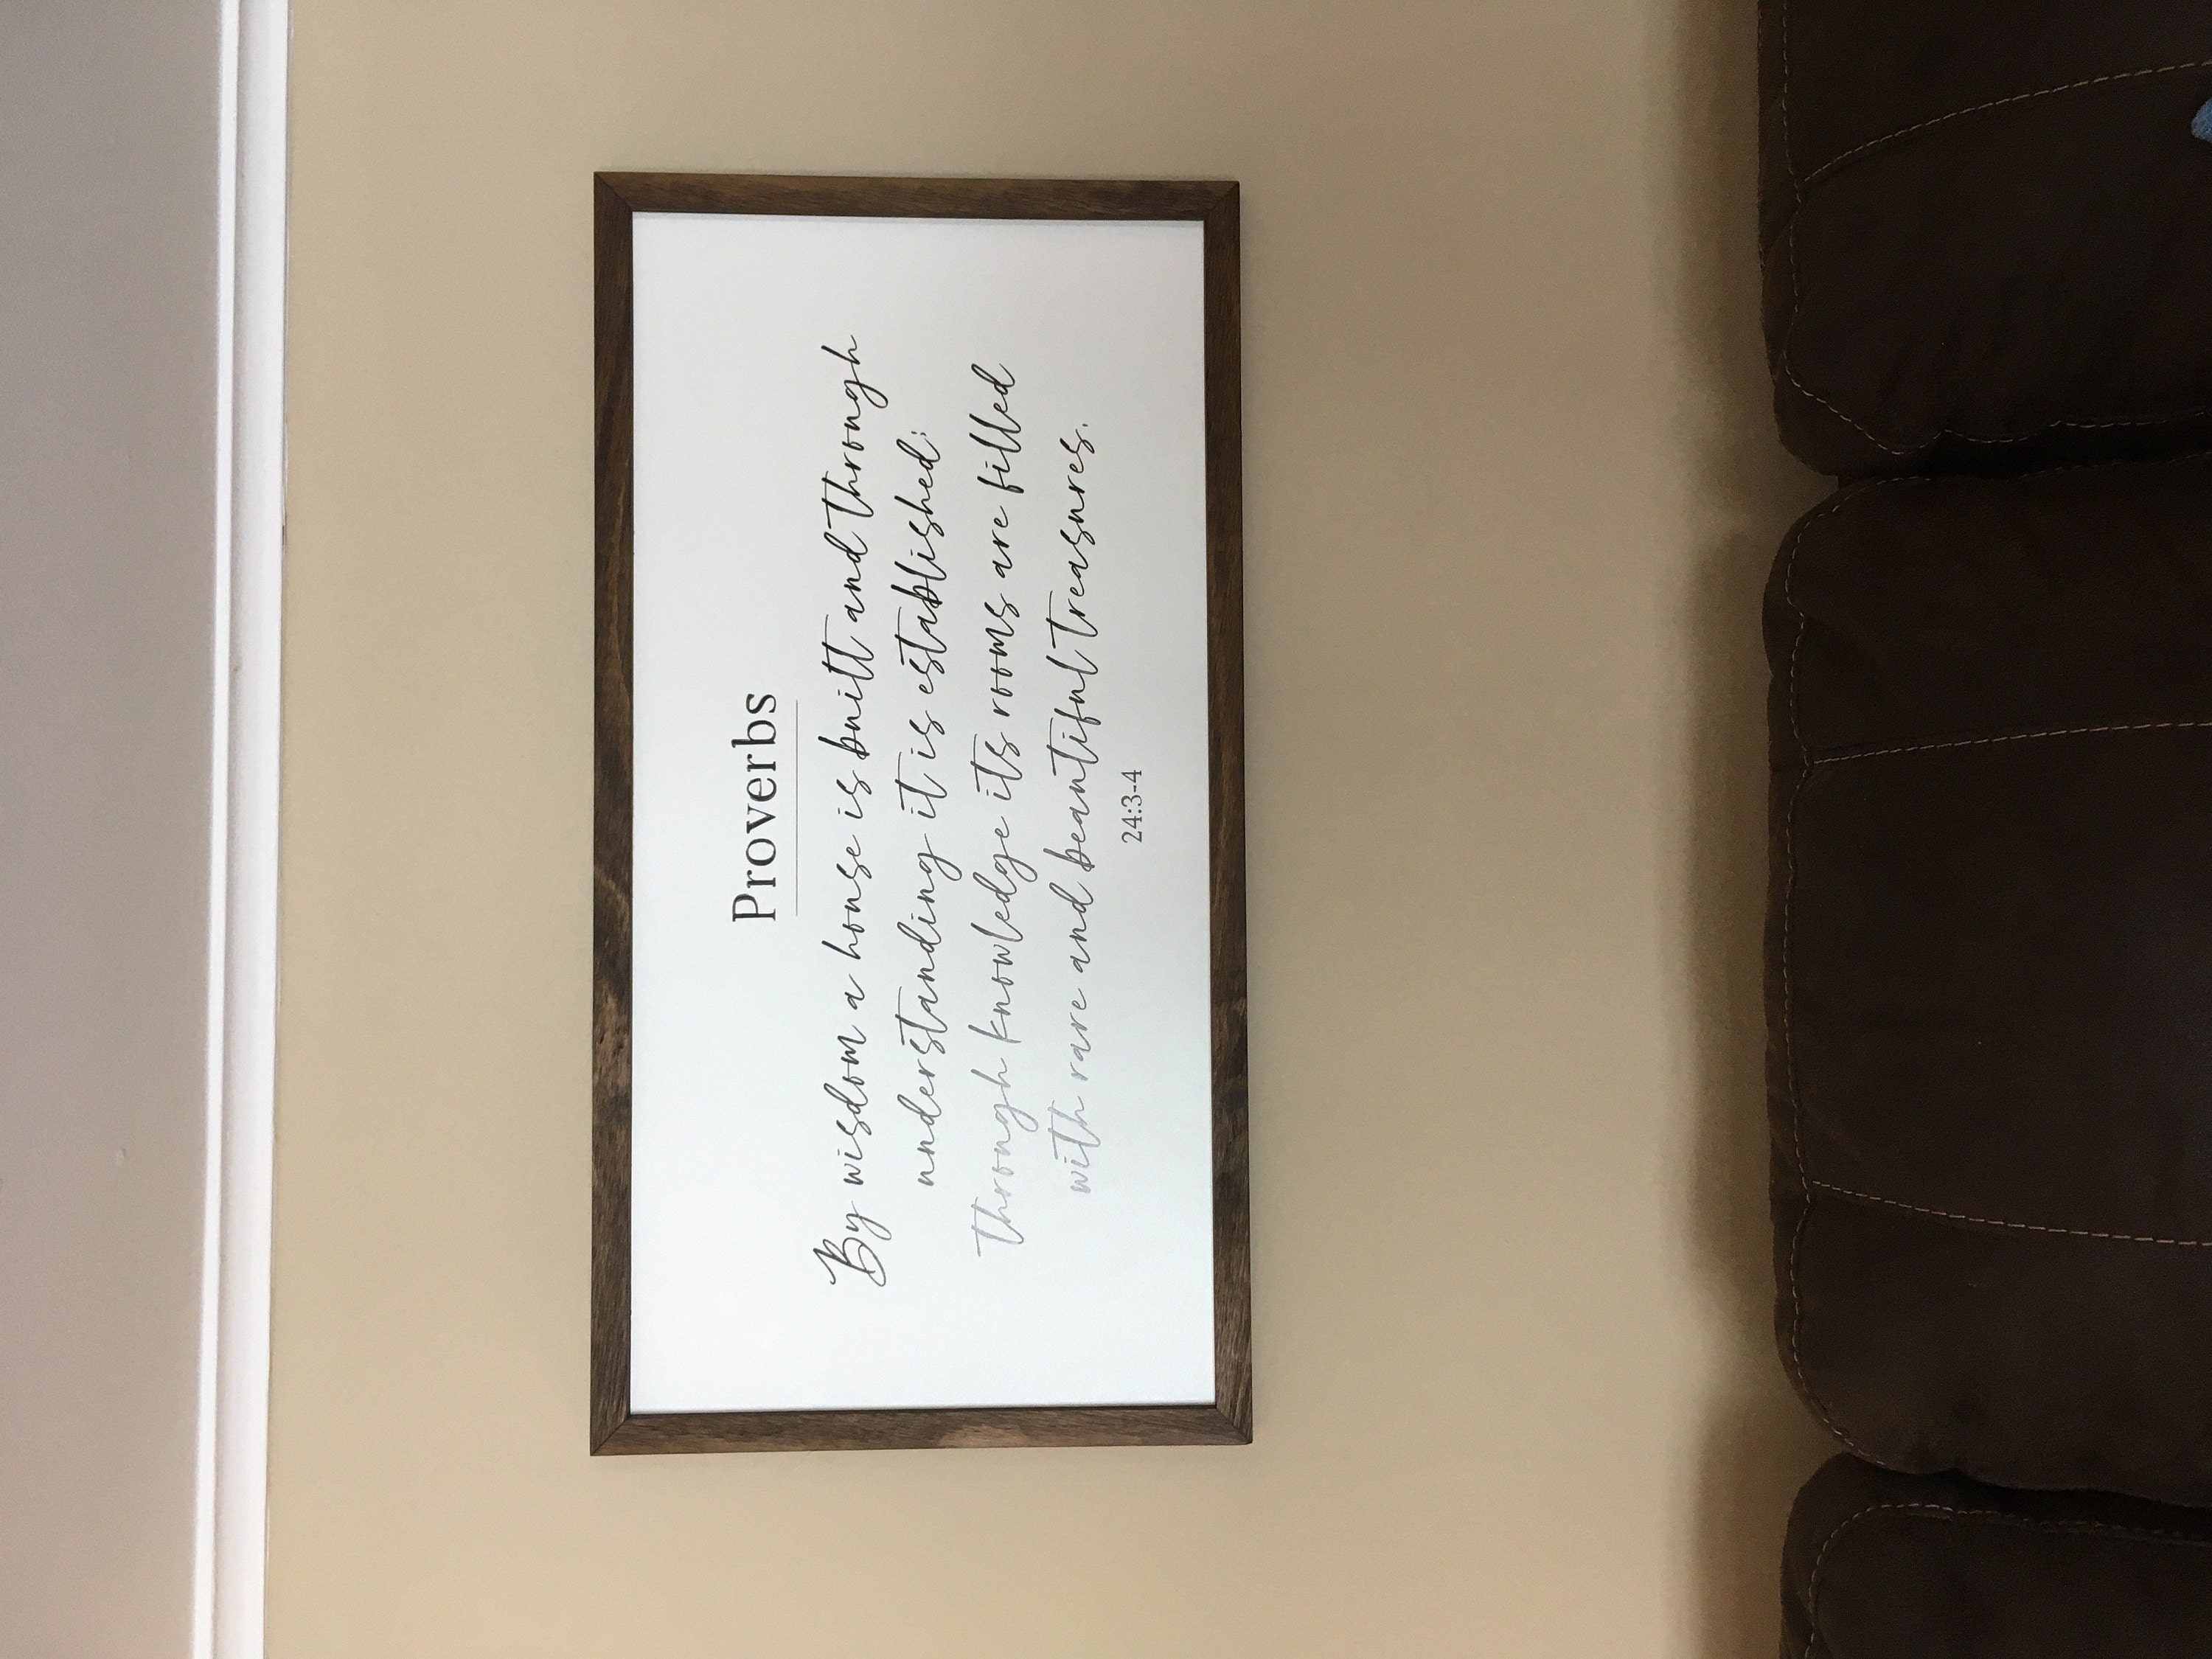 Proverbs
By wisdom a house is built and through
understanding it is established;
through knowledge its rooms are filled
with rare and beautiful treasures.
24:3-4